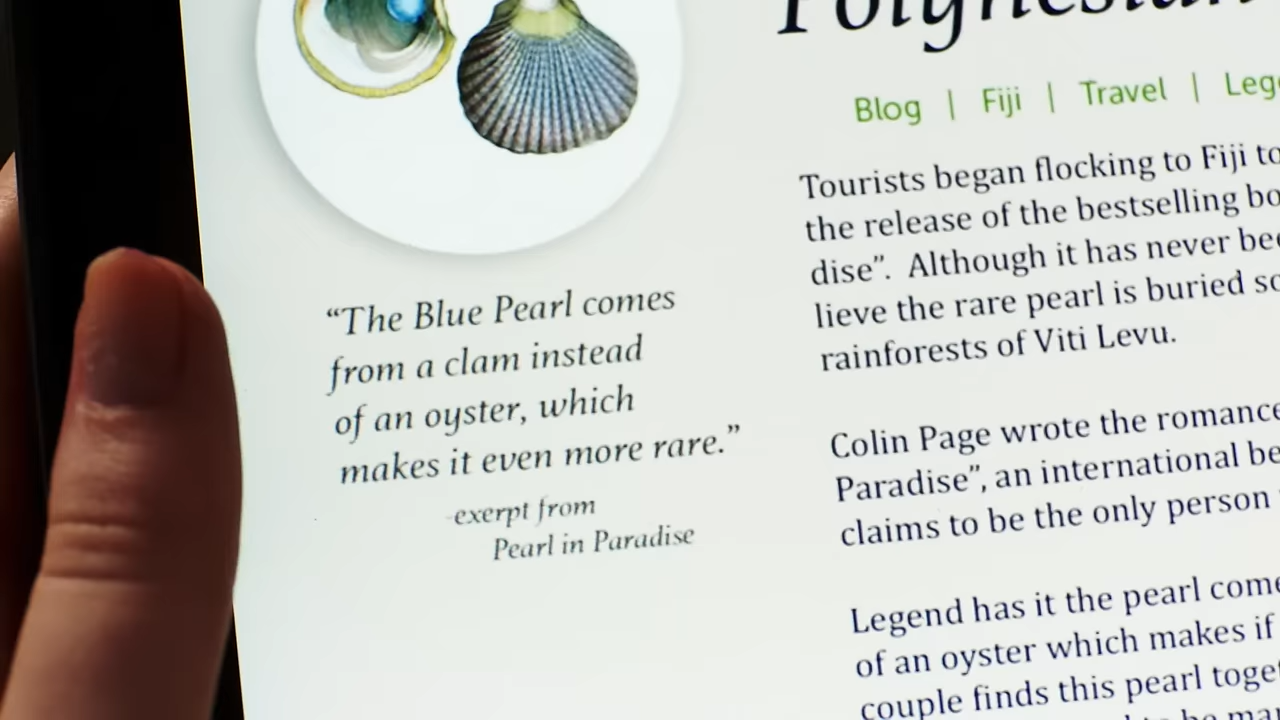 Polynesian
Blog | Fiji | Travel |
“The Blue Pearl comes
from a clam instead
of an oyster, which
makes it even more rare.”
-exerpt from
Pearl in Paradise
Tourists began flocking to Fiji to
the release of the bestselling
dise”. Although it has never
lieve the rare pearl is buried
rainforests of Viti Levu.
Colin Page wrote the romance
Paradise”, an international
claims to be the only person
Legend has it the pearl
of an oyster which makes if
couple finds this pearl
to be